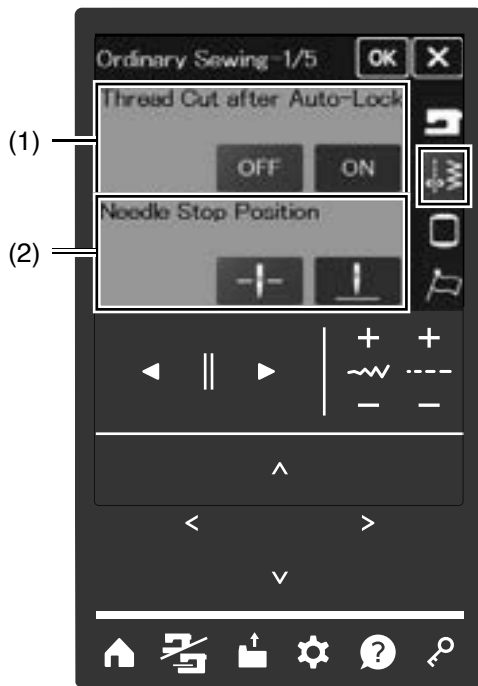 Ordinary Sewing-1/5 OK X
Thread Cut after Auto-Lock
(1)
OFF ON
Needle Stop Position
(2)
+ +
− −
?